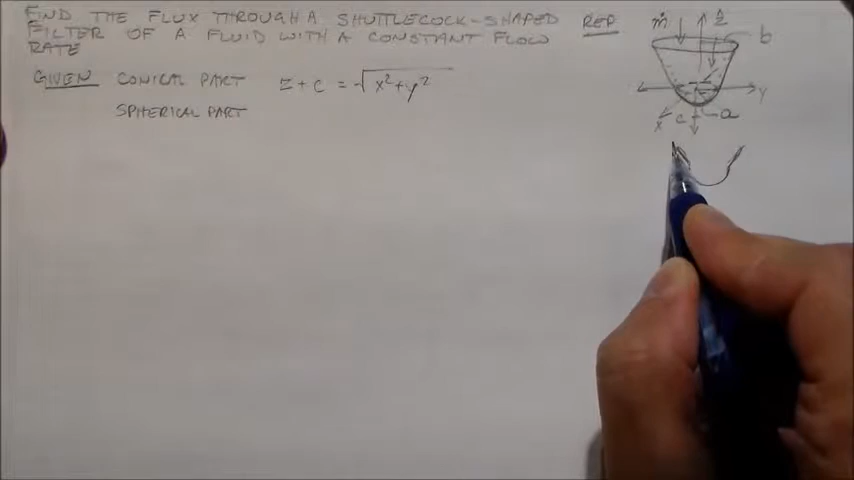 FIND THE FLUX THROUGH A SHUTTLECOCK-SHAPED REP
FILTER OF A FLUID WITH A CONSTANT FLOW
RATE
GIVEN CONICAL PART z + c = √x²+y²
SPHERICAL PART
ṁ z
b
y
x c a